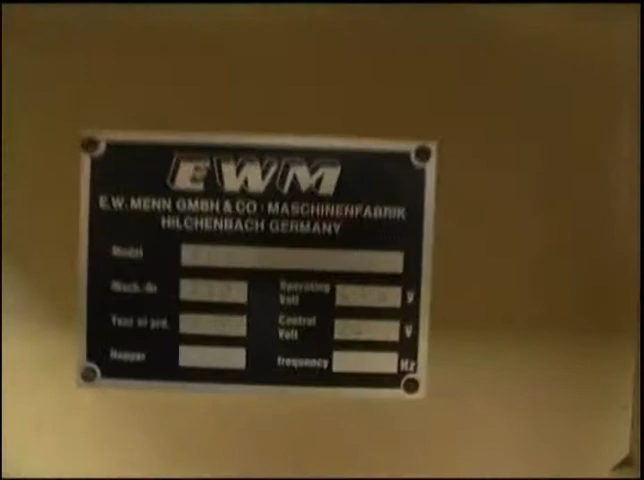 EWM
E.W. MENN GMBH & CO · MASCHINENFABRIK
HILCHENBACH GERMANY
Model
Mach.-No Operating Volt V
Year of prd. Control Volt V
Hopper frequency Hz